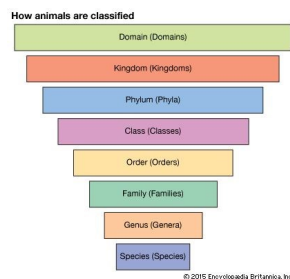 How animals are classified
Domain (Domains)
Kingdom (Kingdoms)
Phylum (Phyla)
Class (Classes)
Order (Orders)
Family (Families)
Genus (Genera)
Species (Species)
© 2015 Encyclopædia Britannica, Inc